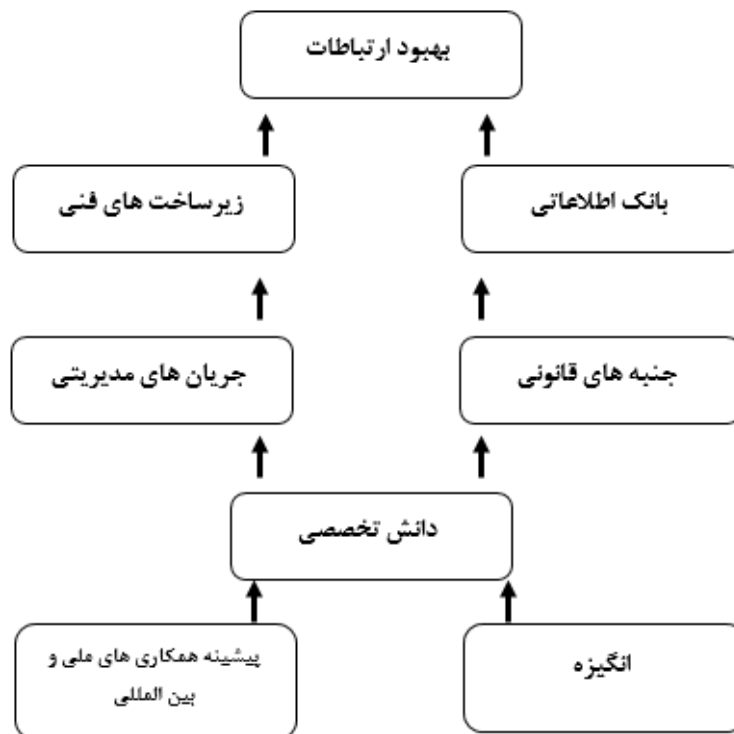 بهبود ارتباطات
بانک اطلاعاتی
زیرساخت های فنی
جنبه های قانونی
جریان های مدیریتی
دانش تخصصی
انگیزه
پیشینه همکاری های ملی و
بین المللی